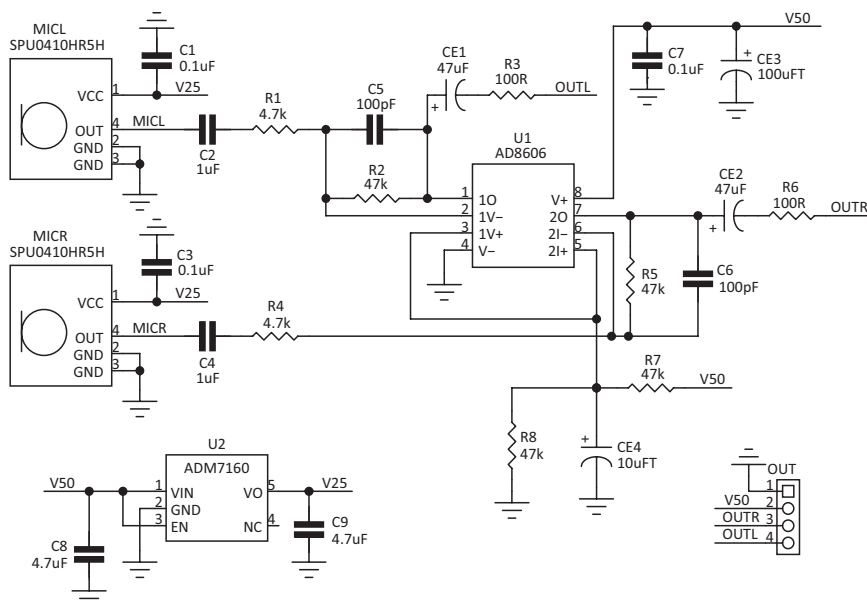 MICL
SPU0410HR5H
VCC
OUT
GND
GND
1
4
2
3
C1
0.1uF
V25
MICL
C2
1uF
R1
4.7k
C5
100pF
R2
47k
CE1
47uF
+
R3
100R
OUTL
U1
AD8606
1 1O
2 1V−
3 1V+
4 V−
V+ 8
2O 7
2I− 6
2I+ 5
C7
0.1uF
V50
+
CE3
100uFT
CE2
47uF
+
R6
100R
OUTR
R5
47k
C6
100pF
MICR
SPU0410HR5H
VCC
OUT
GND
GND
1
4
2
3
C3
0.1uF
V25
MICR
C4
1uF
R4
4.7k
R7
47k
V50
R8
47k
+
CE4
10uFT
U2
ADM7160
V50
1 VIN
2 GND
3 EN
VO 5
NC 4
V25
C8
4.7uF
C9
4.7uF
OUT
1
V50 2
OUTR 3
OUTL 4